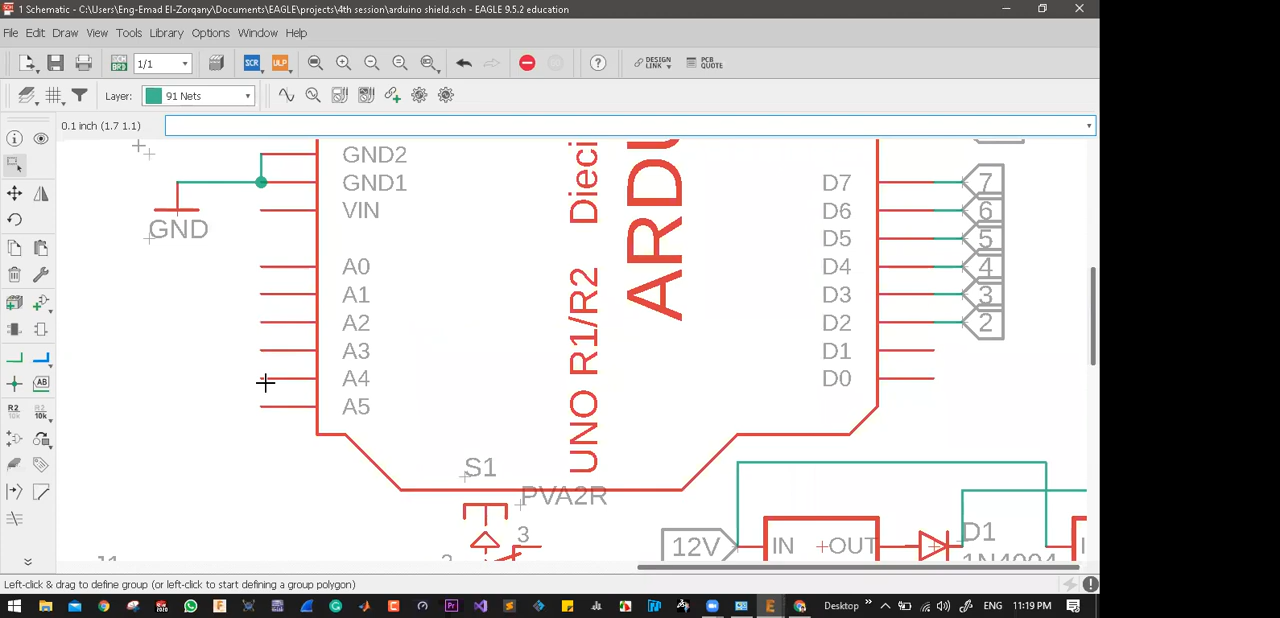 1 Schematic - C:\Users\Eng-Emad El-Zorqany\Documents\EAGLE\projects\4th session\arduino shield.sch - EAGLE 9.5.2 education
File Edit Draw View Tools Library Options Window Help
SCH BRD 1/1 SCR ULP DESIGN LINK PCB QUOTE
Layer: 91 Nets
0.1 inch (1.7 1.1)
GND2
GND1
VIN
GND
A0
A1
A2
A3
A4
A5
UNO R1/R2 Dieci
ARDU
D7 7
D6 6
D5 5
D4 4
D3 3
D2 2
D1
D0
S1
PVA2R
3
12V IN +OUT D1
Left-click & drag to define group (or left-click to start defining a group polygon)
Desktop ENG 11:19 PM